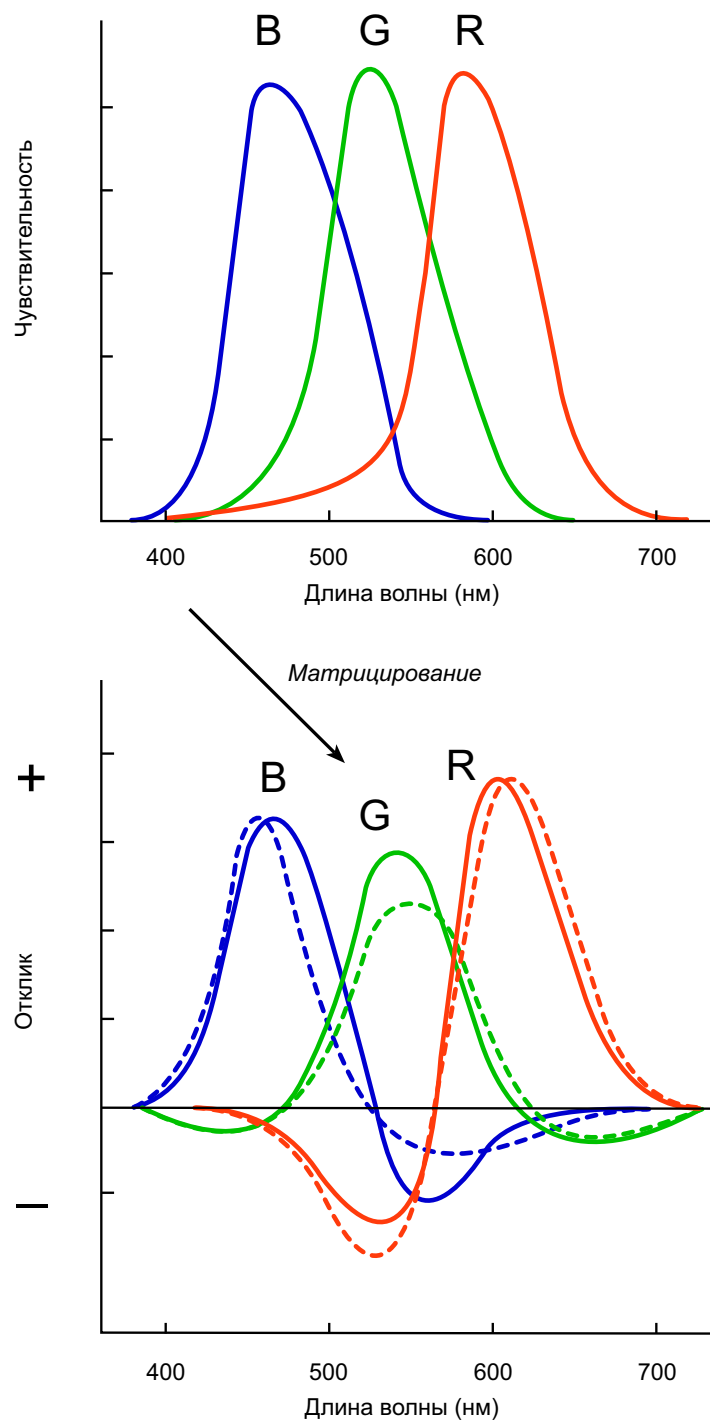 B G R
Чувствительность
400 500 600 700
Длина волны (нм)
Матрицирование
+
B G R
Отклик
–
400 500 600 700
Длина волны (нм)